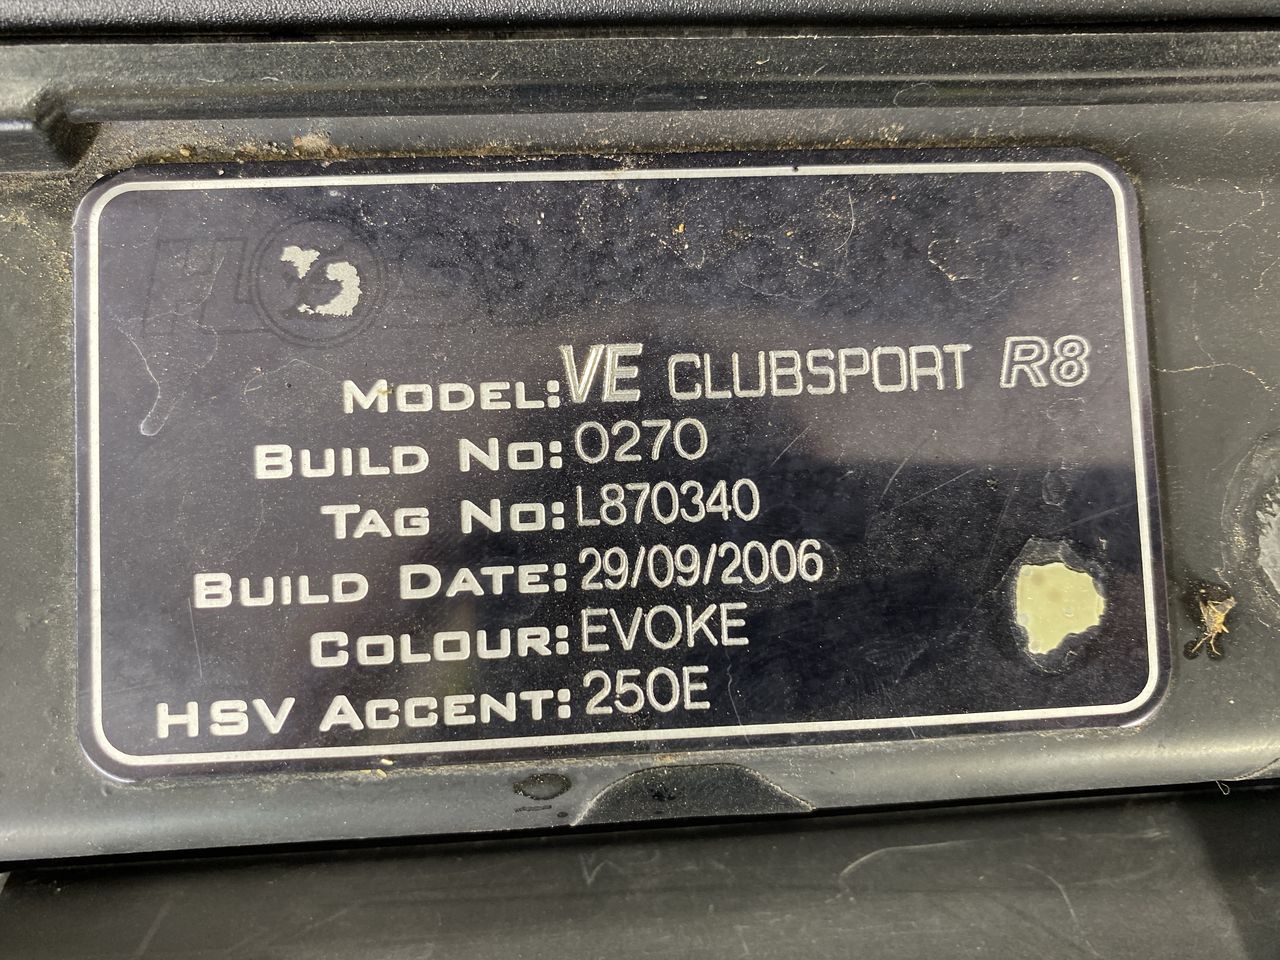 MODEL: VE CLUBSPORT R8
BUILD NO: 0270
TAG NO: L870340
BUILD DATE: 29/09/2006
COLOUR: EVOKE
HSV ACCENT: 250E